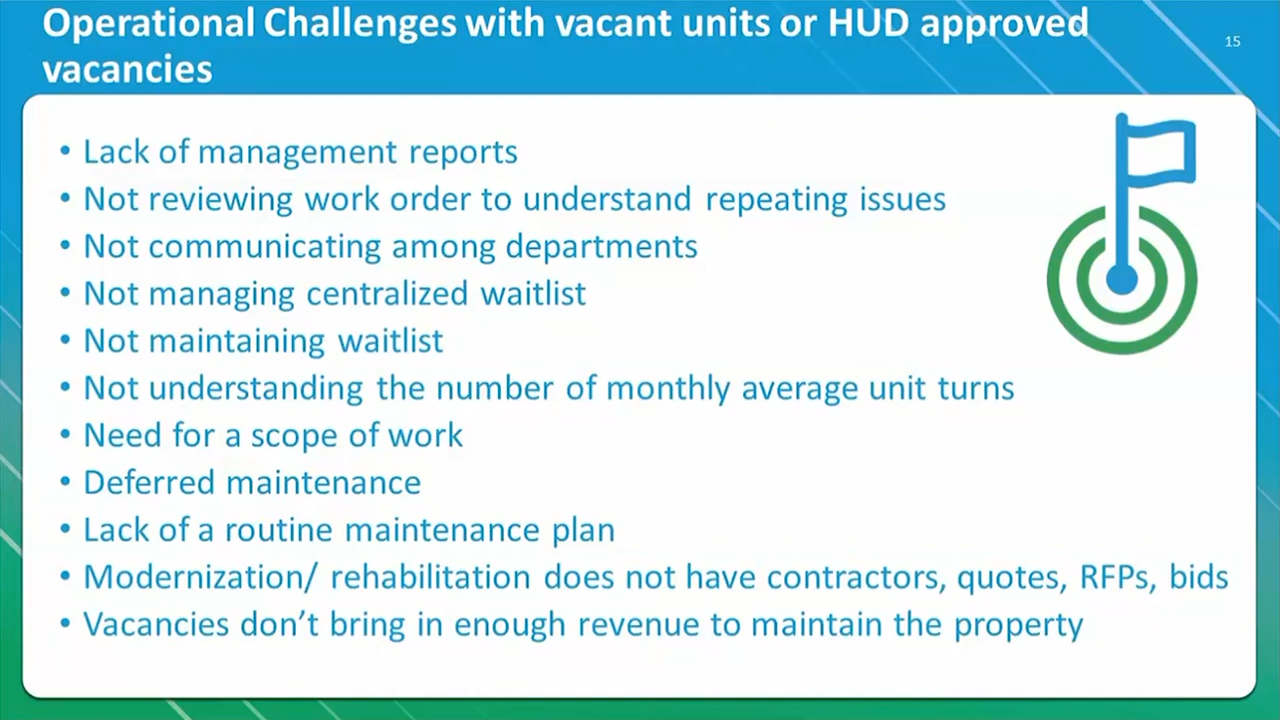 Operational Challenges with vacant units or HUD approved
vacancies
15
• Lack of management reports
• Not reviewing work order to understand repeating issues
• Not communicating among departments
• Not managing centralized waitlist
• Not maintaining waitlist
• Not understanding the number of monthly average unit turns
• Need for a scope of work
• Deferred maintenance
• Lack of a routine maintenance plan
• Modernization/ rehabilitation does not have contractors, quotes, RFPs, bids
• Vacancies don’t bring in enough revenue to maintain the property